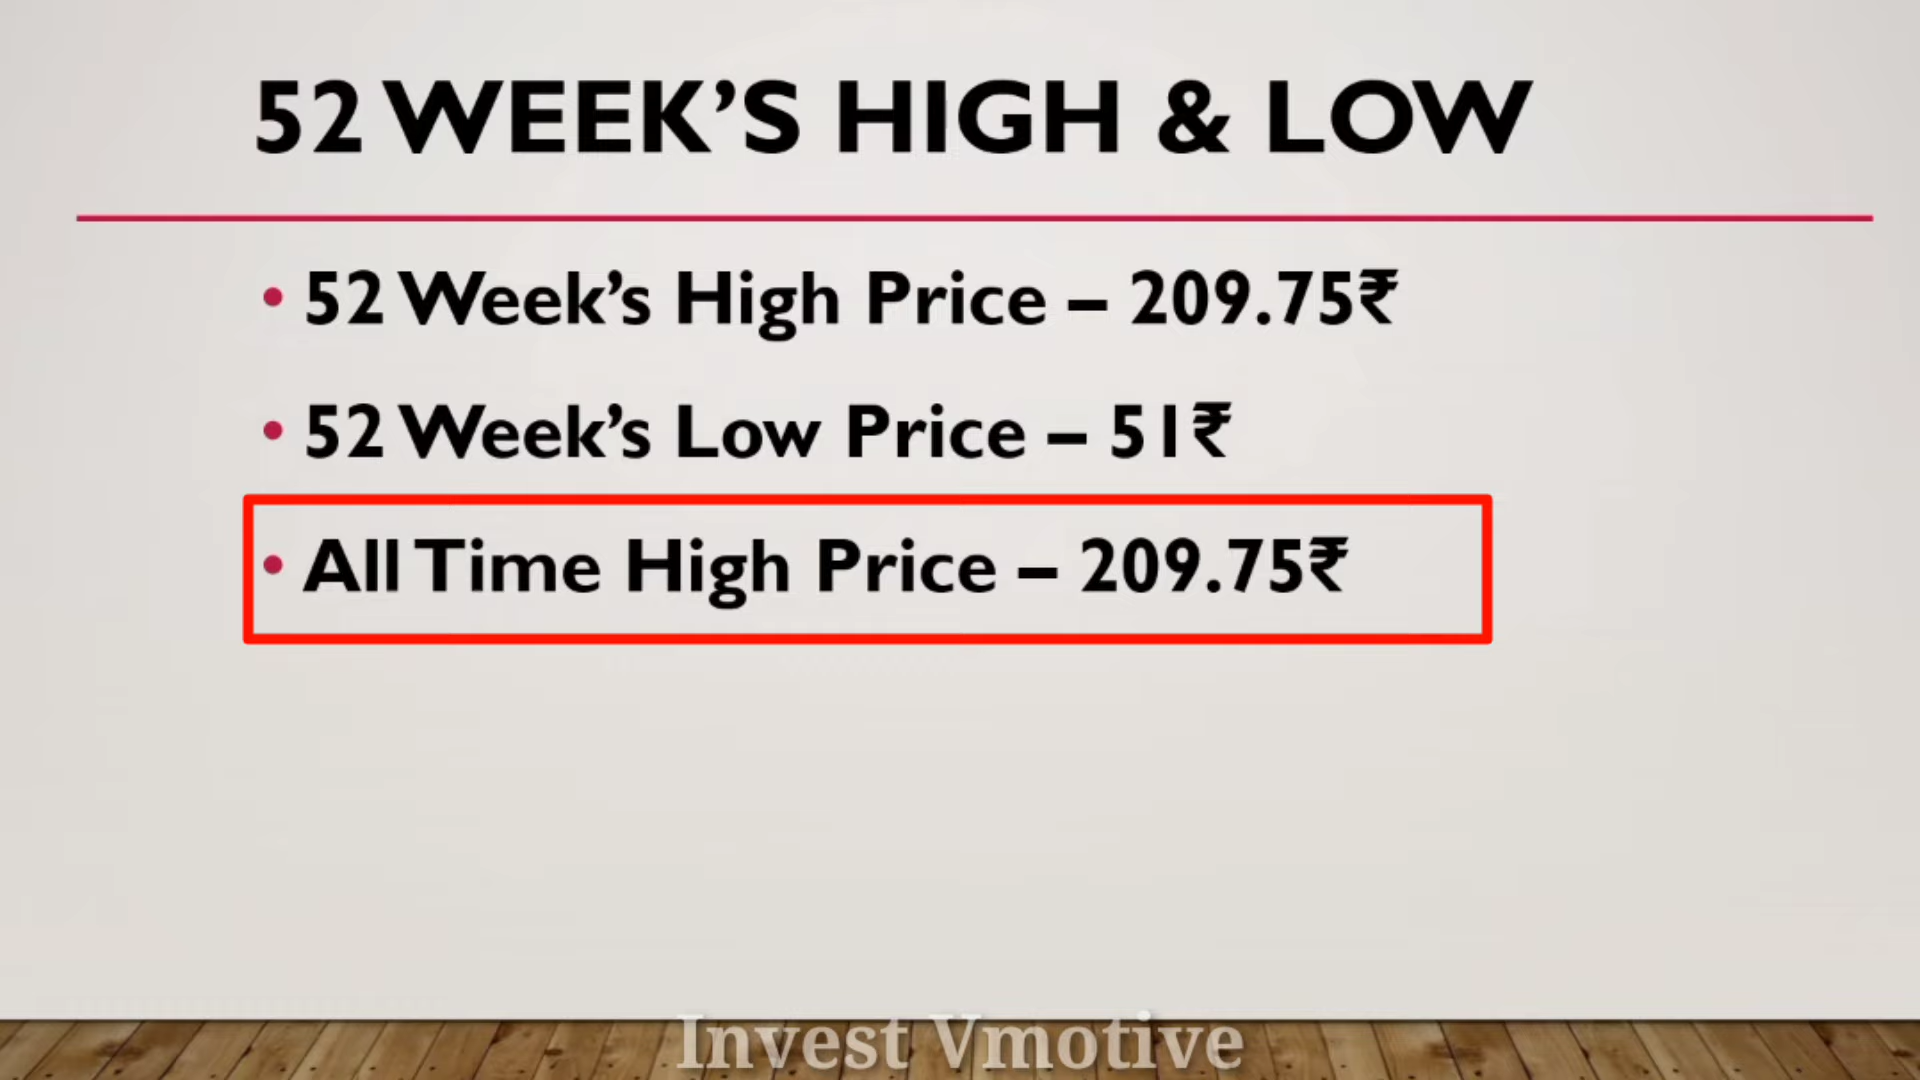 52 WEEK’S HIGH & LOW
• 52 Week’s High Price – 209.75₹
• 52 Week’s Low Price – 51₹
• All Time High Price – 209.75₹
Invest Vmotive